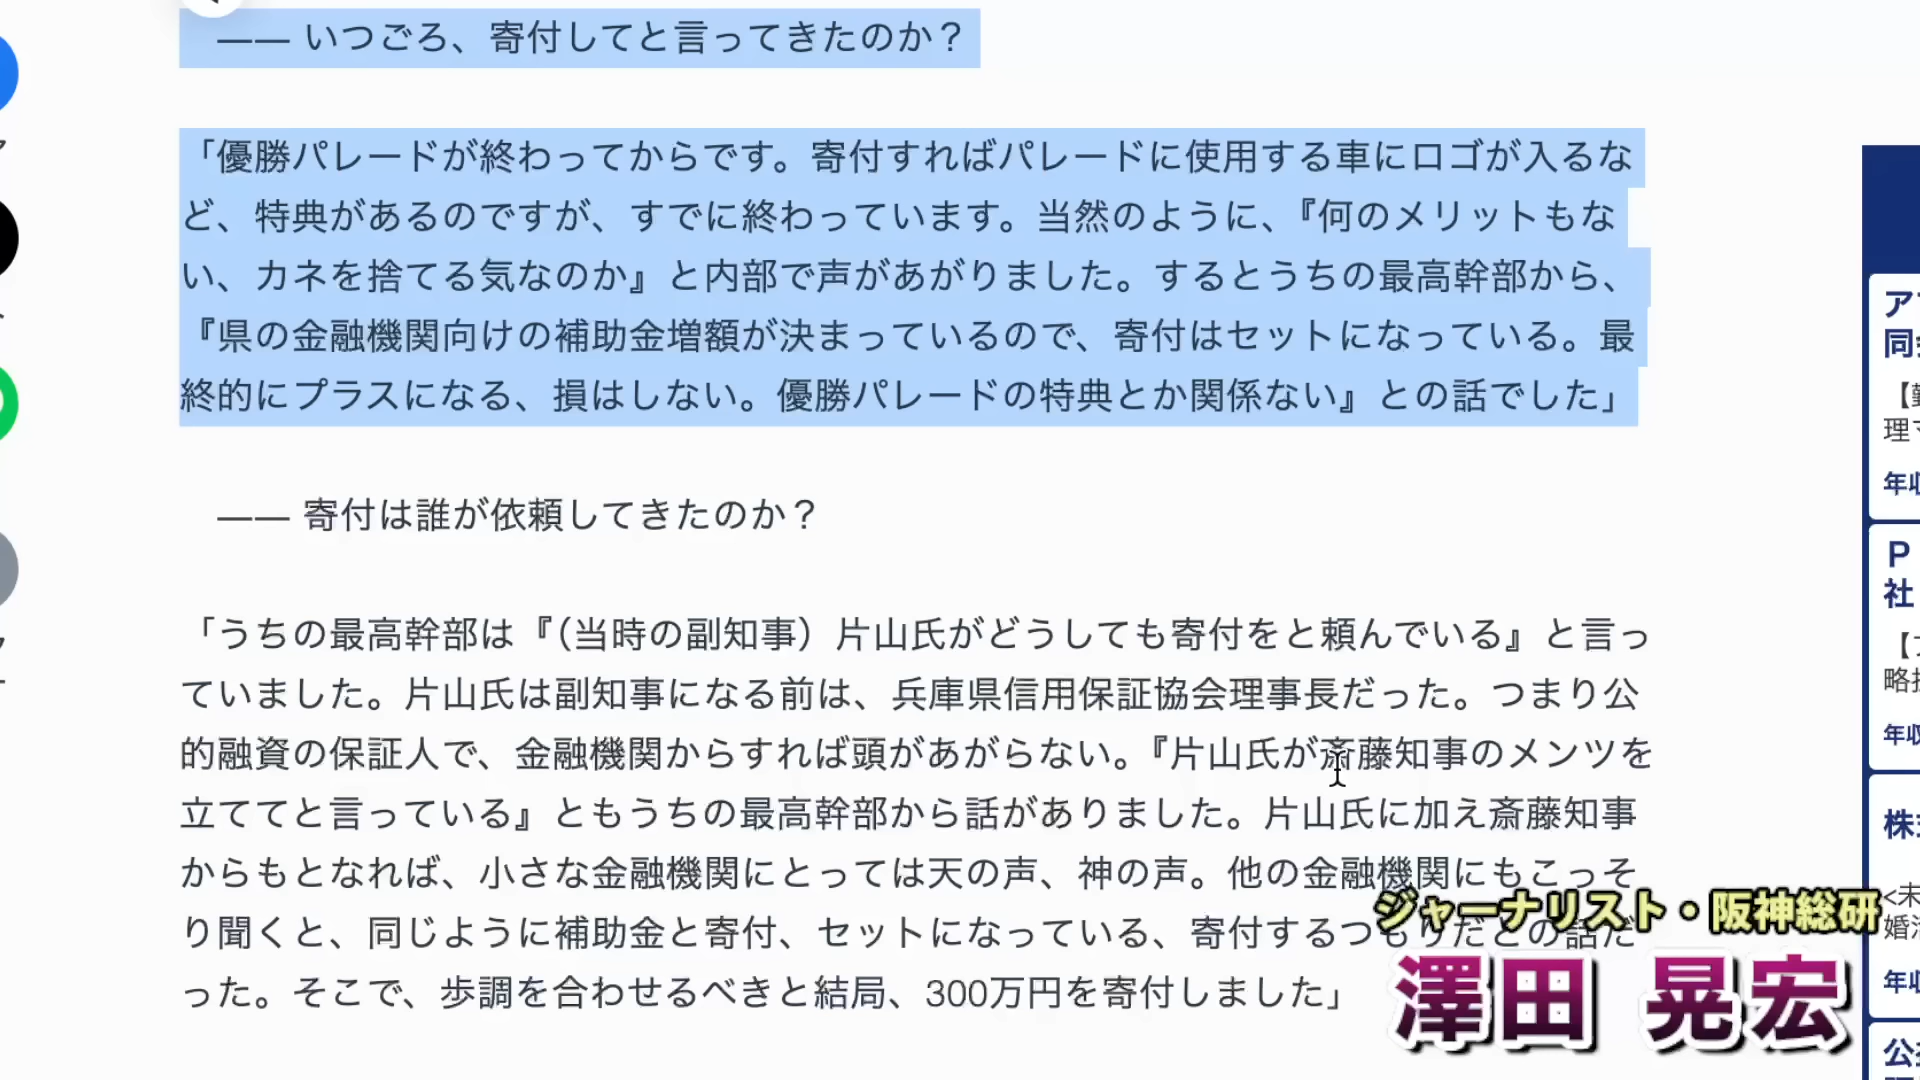 —— いつごろ、寄付してと言ってきたのか？
「優勝パレードが終わってからです。寄付すればパレードに使用する車にロゴが入るな
ど、特典があるのですが、すでに終わっています。当然のように、『何のメリットもな
い、カネを捨てる気なのか』と内部で声があがりました。するとうちの最高幹部から、
『県の金融機関向けの補助金増額が決まっているので、寄付はセットになっている。最
終的にプラスになる、損はしない。優勝パレードの特典とか関係ない』との話でした」
—— 寄付は誰が依頼してきたのか？
「うちの最高幹部は『（当時の副知事）片山氏がどうしても寄付をと頼んでいる』と言っ
ていました。片山氏は副知事になる前は、兵庫県信用保証協会理事長だった。つまり公
的融資の保証人で、金融機関からすれば頭があがらない。『片山氏が斎藤知事のメンツを
立ててと言っている』ともうちの最高幹部から話がありました。片山氏に加え斎藤知事
からもとなれば、小さな金融機関にとっては天の声、神の声。他の金融機関にもこっそ
り聞くと、同じように補助金と寄付、セットになっている、寄付するつもりだとの話だ
った。そこで、歩調を合わせるべきと結局、300万円を寄付しました」
ジャーナリスト・阪神総研
澤田 晃宏
ア
同
理
年収
P
社
略
年収
株
<未
婚
年収